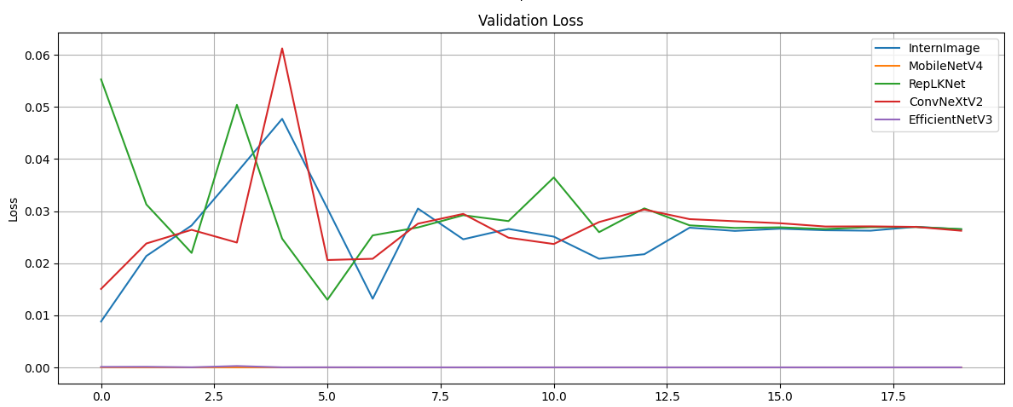 Validation Loss
0.06
0.05
0.04
0.03
0.02
0.01
0.00
Loss
InternImage
MobileNetV4
RepLKNet
ConvNeXtV2
EfficientNetV3
0.0 2.5 5.0 7.5 10.0 12.5 15.0 17.5